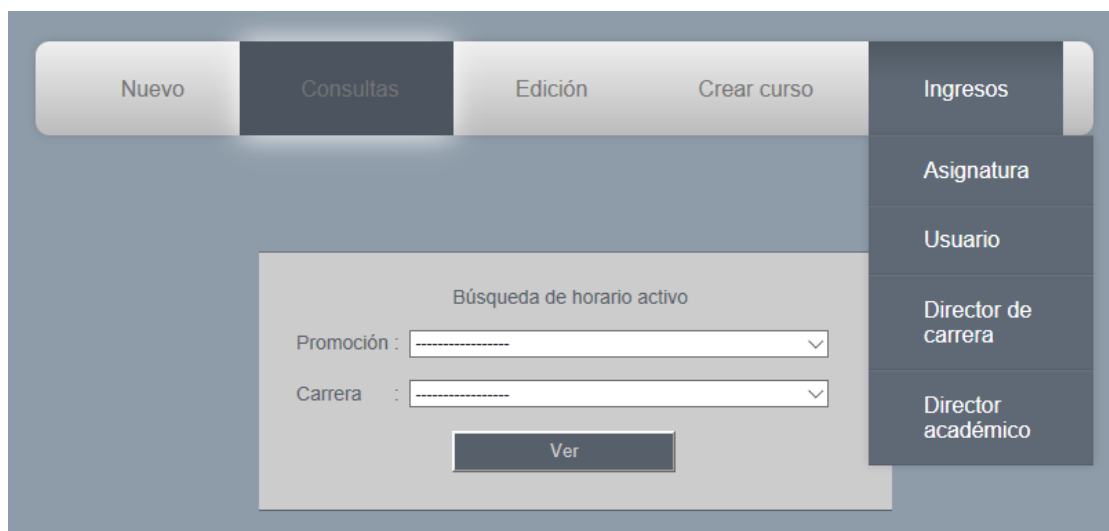 Nuevo Consultas Edición Crear curso Ingresos
Asignatura
Usuario
Director de
carrera
Director
académico
Búsqueda de horario activo
Promoción : -----------------
Carrera : -----------------
Ver